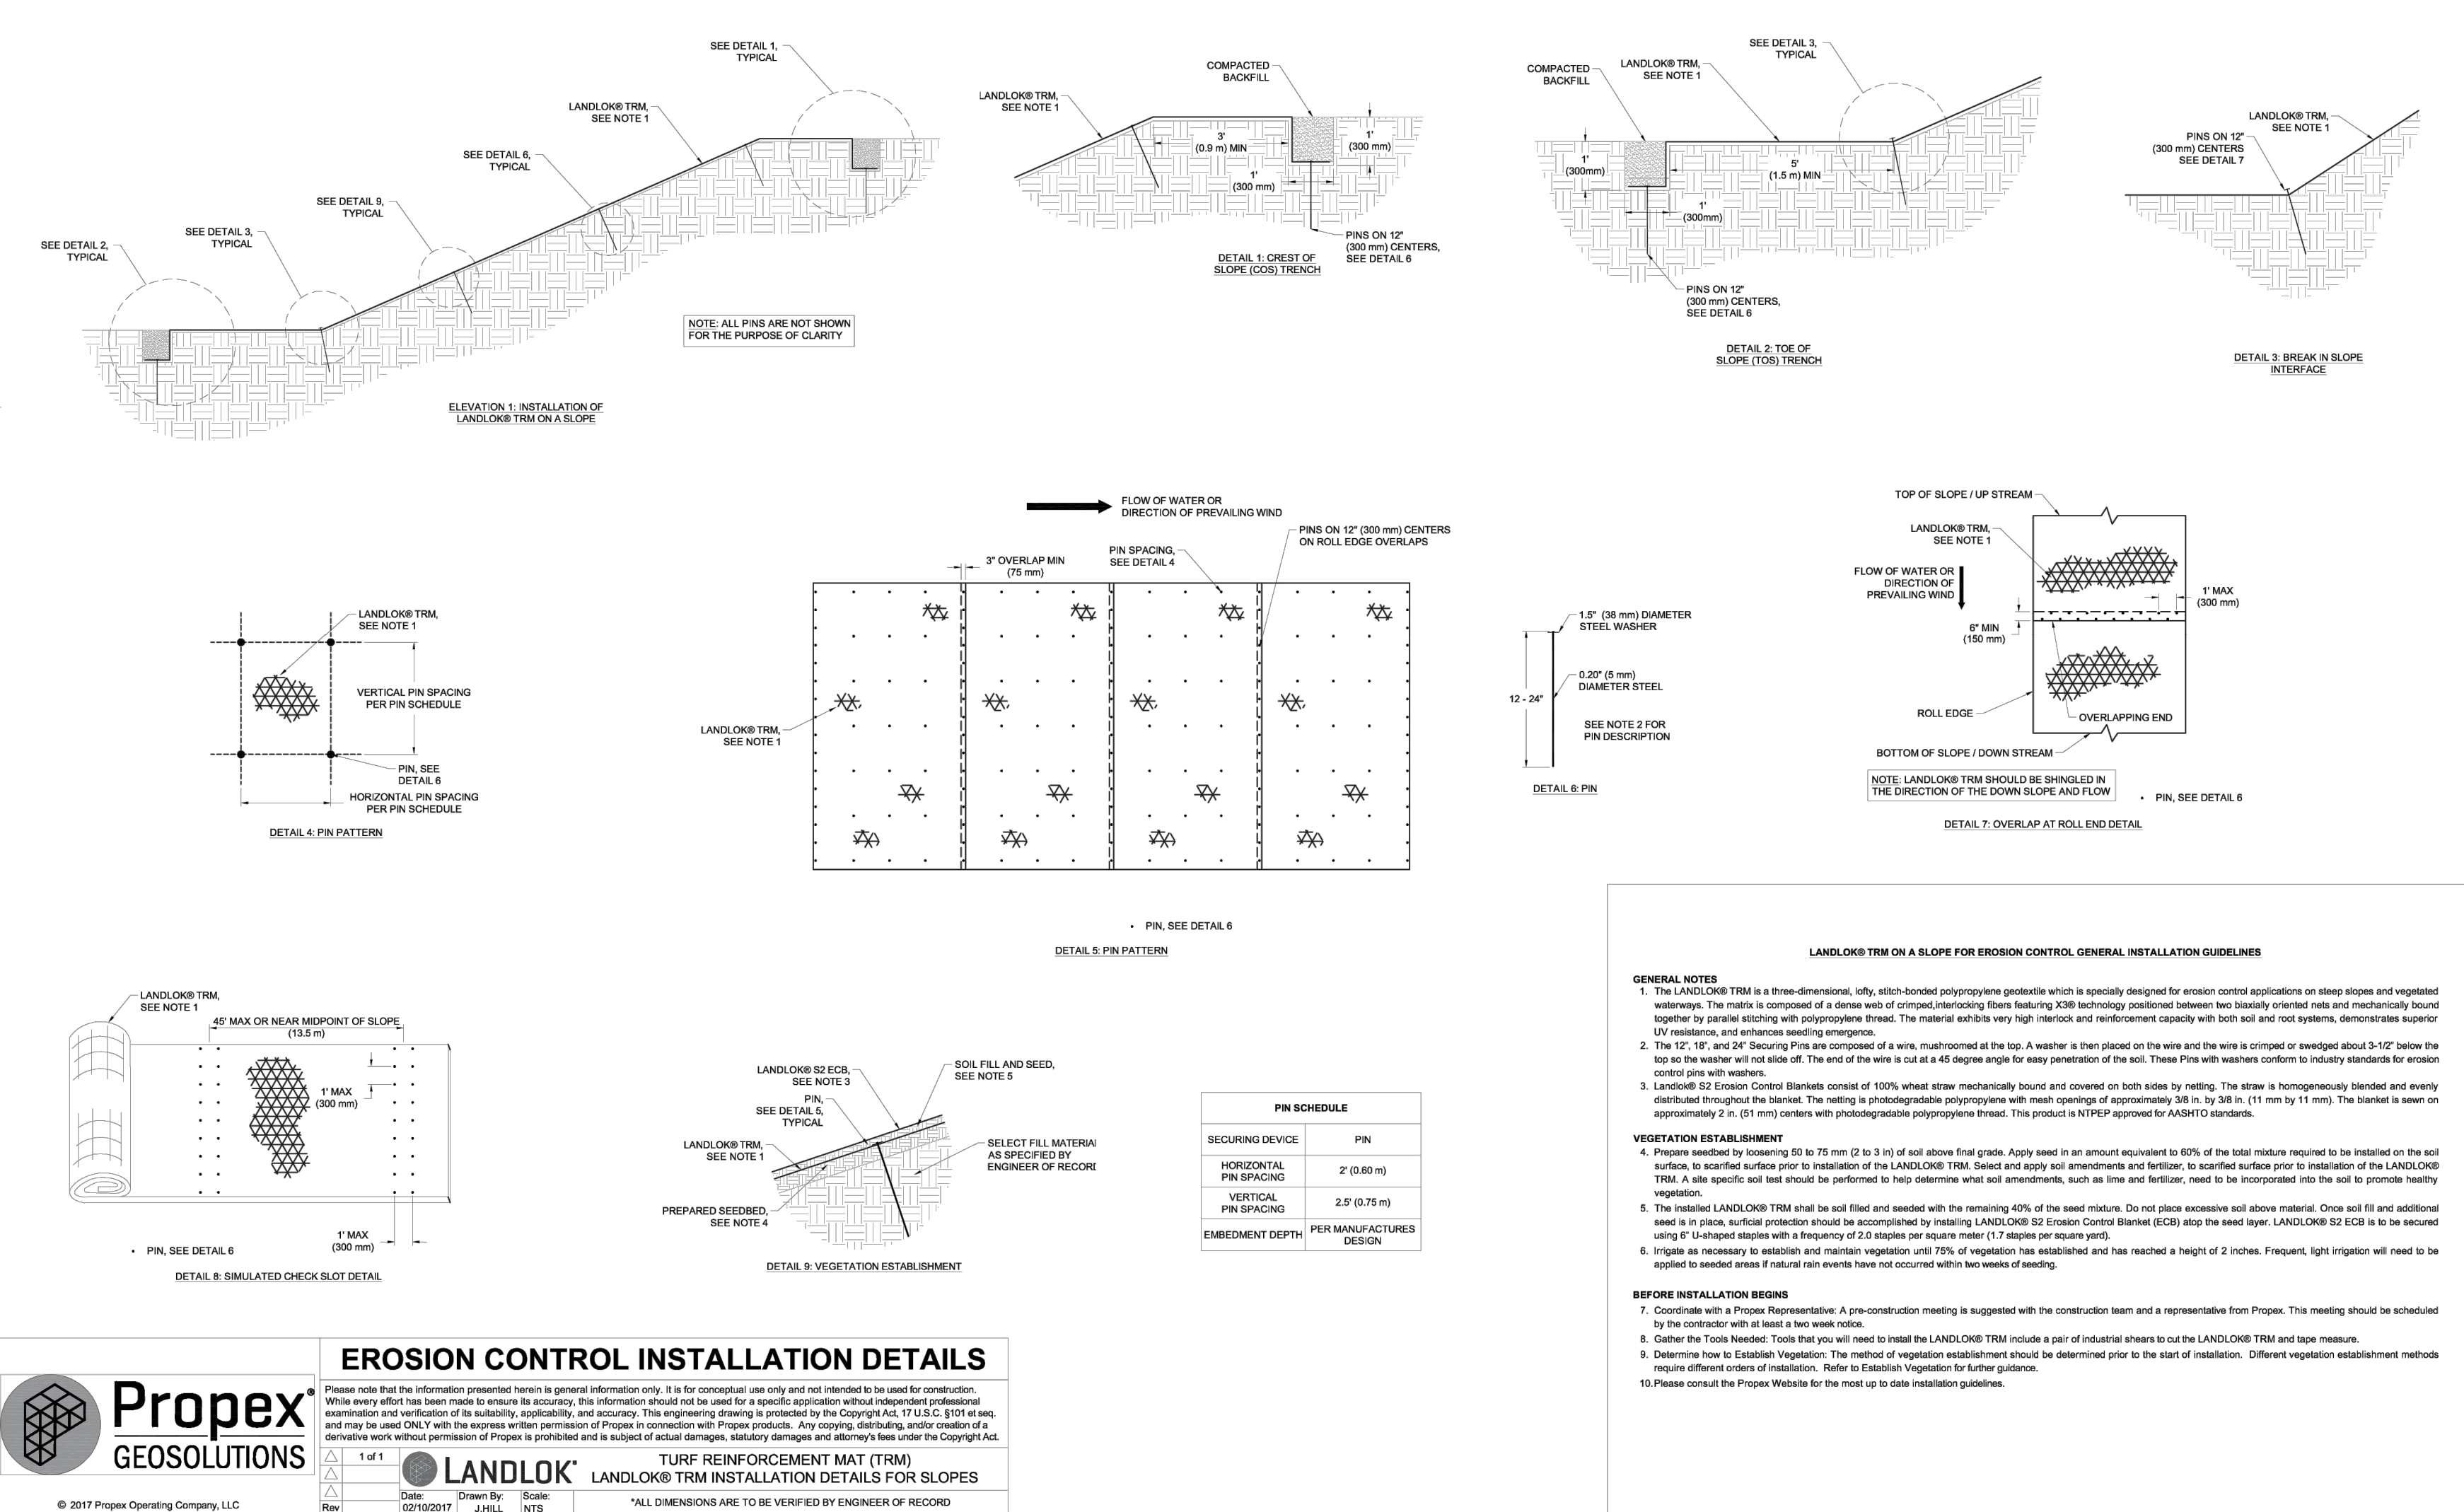 SEE DETAIL 1,
TYPICAL
LANDLOK® TRM,
SEE NOTE 1
SEE DETAIL 6,
TYPICAL
SEE DETAIL 9,
TYPICAL
SEE DETAIL 3,
TYPICAL
SEE DETAIL 2,
TYPICAL
NOTE: ALL PINS ARE NOT SHOWN
FOR THE PURPOSE OF CLARITY
ELEVATION 1: INSTALLATION OF
LANDLOK® TRM ON A SLOPE
COMPACTED
BACKFILL
LANDLOK® TRM,
SEE NOTE 1
3'
(0.9 m) MIN
1'
(300 mm)
1'
(300 mm)
PINS ON 12"
(300 mm) CENTERS,
SEE DETAIL 6
DETAIL 1: CREST OF
SLOPE (COS) TRENCH
SEE DETAIL 3,
TYPICAL
COMPACTED
BACKFILL
LANDLOK® TRM,
SEE NOTE 1
1'
(300mm)
5'
(1.5 m) MIN
1'
(300mm)
PINS ON 12"
(300 mm) CENTERS,
SEE DETAIL 6
DETAIL 2: TOE OF
SLOPE (TOS) TRENCH
LANDLOK® TRM,
SEE NOTE 1
PINS ON 12"
(300 mm) CENTERS
SEE DETAIL 7
DETAIL 3: BREAK IN SLOPE
INTERFACE
LANDLOK® TRM,
SEE NOTE 1
VERTICAL PIN SPACING
PER PIN SCHEDULE
PIN, SEE
DETAIL 6
HORIZONTAL PIN SPACING
PER PIN SCHEDULE
DETAIL 4: PIN PATTERN
FLOW OF WATER OR
DIRECTION OF PREVAILING WIND
PINS ON 12" (300 mm) CENTERS
ON ROLL EDGE OVERLAPS
PIN SPACING,
SEE DETAIL 4
3" OVERLAP MIN
(75 mm)
LANDLOK® TRM,
SEE NOTE 1
• PIN, SEE DETAIL 6
DETAIL 5: PIN PATTERN
1.5" (38 mm) DIAMETER
STEEL WASHER
0.20" (5 mm)
DIAMETER STEEL
12 - 24"
SEE NOTE 2 FOR
PIN DESCRIPTION
DETAIL 6: PIN
TOP OF SLOPE / UP STREAM
LANDLOK® TRM,
SEE NOTE 1
FLOW OF WATER OR
DIRECTION OF
PREVAILING WIND
1' MAX
(300 mm)
6" MIN
(150 mm)
ROLL EDGE
OVERLAPPING END
BOTTOM OF SLOPE / DOWN STREAM
NOTE: LANDLOK® TRM SHOULD BE SHINGLED IN
THE DIRECTION OF THE DOWN SLOPE AND FLOW
• PIN, SEE DETAIL 6
DETAIL 7: OVERLAP AT ROLL END DETAIL
LANDLOK® TRM,
SEE NOTE 1
45' MAX OR NEAR MIDPOINT OF SLOPE
(13.5 m)
1' MAX
(300 mm)
1' MAX
(300 mm)
• PIN, SEE DETAIL 6
DETAIL 8: SIMULATED CHECK SLOT DETAIL
LANDLOK® S2 ECB,
SEE NOTE 3
SOIL FILL AND SEED,
SEE NOTE 5
PIN,
SEE DETAIL 5,
TYPICAL
LANDLOK® TRM,
SEE NOTE 1
SELECT FILL MATERIA
AS SPECIFIED BY
ENGINEER OF RECORD
PREPARED SEEDBED,
SEE NOTE 4
DETAIL 9: VEGETATION ESTABLISHMENT
PIN SCHEDULE
SECURING DEVICE PIN
HORIZONTAL
PIN SPACING 2' (0.60 m)
VERTICAL
PIN SPACING 2.5' (0.75 m)
EMBEDMENT DEPTH PER MANUFACTURES
DESIGN
LANDLOK® TRM ON A SLOPE FOR EROSION CONTROL GENERAL INSTALLATION GUIDELINES
GENERAL NOTES
1. The LANDLOK® TRM is a three-dimensional, lofty, stitch-bonded polypropylene geotextile which is specially designed for erosion control applications on steep slopes and vegetated
waterways. The matrix is composed of a dense web of crimped,interlocking fibers featuring X3® technology positioned between two biaxially oriented nets and mechanically bound
together by parallel stitching with polypropylene thread. The material exhibits very high interlock and reinforcement capacity with both soil and root systems, demonstrates superior
UV resistance, and enhances seedling emergence.
2. The 12", 18", and 24" Securing Pins are composed of a wire, mushroomed at the top. A washer is then placed on the wire and the wire is crimped or swedged about 3-1/2" below the
top so the washer will not slide off. The end of the wire is cut at a 45 degree angle for easy penetration of the soil. These Pins with washers conform to industry standards for erosion
control pins with washers.
3. Landlok® S2 Erosion Control Blankets consist of 100% wheat straw mechanically bound and covered on both sides by netting. The straw is homogeneously blended and evenly
distributed throughout the blanket. The netting is photodegradable polypropylene with mesh openings of approximately 3/8 in. by 3/8 in. (11 mm by 11 mm). The blanket is sewn on
approximately 2 in. (51 mm) centers with photodegradable polypropylene thread. This product is NTPEP approved for AASHTO standards.
VEGETATION ESTABLISHMENT
4. Prepare seedbed by loosening 50 to 75 mm (2 to 3 in) of soil above final grade. Apply seed in an amount equivalent to 60% of the total mixture required to be installed on the soil
surface, to scarified surface prior to installation of the LANDLOK® TRM. Select and apply soil amendments and fertilizer, to scarified surface prior to installation of the LANDLOK®
TRM. A site specific soil test should be performed to help determine what soil amendments, such as lime and fertilizer, need to be incorporated into the soil to promote healthy
vegetation.
5. The installed LANDLOK® TRM shall be soil filled and seeded with the remaining 40% of the seed mixture. Do not place excessive soil above material. Once soil fill and additional
seed is in place, surficial protection should be accomplished by installing LANDLOK® S2 Erosion Control Blanket (ECB) atop the seed layer. LANDLOK® S2 ECB is to be secured
using 6" U-shaped staples with a frequency of 2.0 staples per square meter (1.7 staples per square yard).
6. Irrigate as necessary to establish and maintain vegetation until 75% of vegetation has established and has reached a height of 2 inches. Frequent, light irrigation will need to be
applied to seeded areas if natural rain events have not occurred within two weeks of seeding.
BEFORE INSTALLATION BEGINS
7. Coordinate with a Propex Representative: A pre-construction meeting is suggested with the construction team and a representative from Propex. This meeting should be scheduled
by the contractor with at least a two week notice.
8. Gather the Tools Needed: Tools that you will need to install the LANDLOK® TRM include a pair of industrial shears to cut the LANDLOK® TRM and tape measure.
9. Determine how to Establish Vegetation: The method of vegetation establishment should be determined prior to the start of installation. Different vegetation establishment methods
require different orders of installation. Refer to Establish Vegetation for further guidance.
10.Please consult the Propex Website for the most up to date installation guidelines.
Propex®
GEOSOLUTIONS
© 2017 Propex Operating Company, LLC
EROSION CONTROL INSTALLATION DETAILS
Please note that the information presented herein is general information only. It is for conceptual use only and not intended to be used for construction.
While every effort has been made to ensure its accuracy, this information should not be used for a specific application without independent professional
examination and verification of its suitability, applicability, and accuracy. This engineering drawing is protected by the Copyright Act, 17 U.S.C. §101 et seq.
and may be used ONLY with the express written permission of Propex in connection with Propex products. Any copying, distributing, and/or creation of a
derivative work without permission of Propex is prohibited and is subject of actual damages, statutory damages and attorney's fees under the Copyright Act.
1 of 1
LANDLOK®
TURF REINFORCEMENT MAT (TRM)
LANDLOK® TRM INSTALLATION DETAILS FOR SLOPES
Rev
Date:
02/10/2017
Drawn By:
J.HILL
Scale:
NTS
*ALL DIMENSIONS ARE TO BE VERIFIED BY ENGINEER OF RECORD